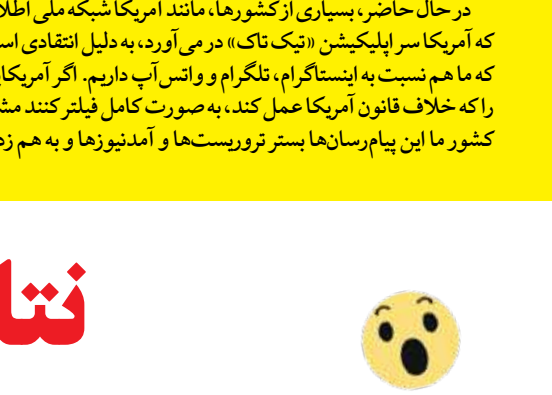 در حال حاضر، بسیاری از کشورها، مانند آمریکا شبکه ملی اطلا
که آمریکا سر اپلیکیشن «تیک تاک» در می‌آورد، به دلیل انتقادی اس
که ما هم نسبت به اینستاگرام، تلگرام و واتس‌آپ داریم. اگر آمریکا
را که خلاف قانون آمریکا عمل کند، به صورت کامل فیلتر کنند مش
کشور ما این پیام‌رسان‌ها بستر تروریست‌ها و آمدنیوزها و به هم زد
نتا